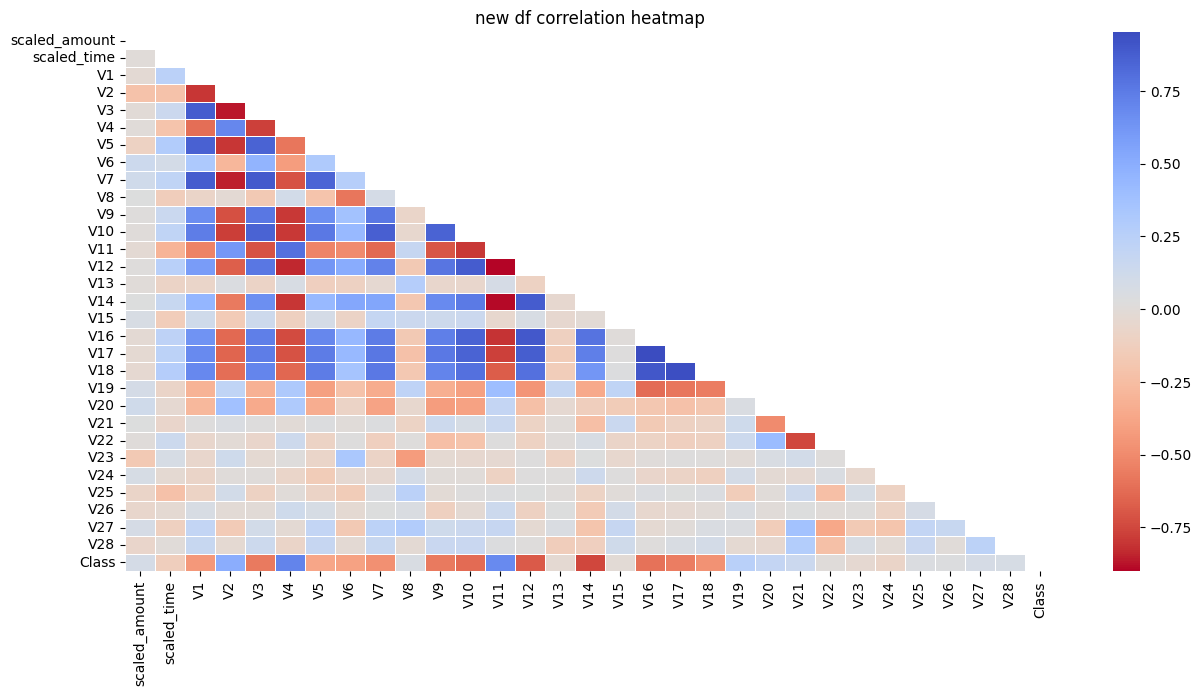 new df correlation heatmap
scaled_amount
scaled_time
V1
V2
V3
V4
V5
V6
V7
V8
V9
V10
V11
V12
V13
V14
V15
V16
V17
V18
V19
V20
V21
V22
V23
V24
V25
V26
V27
V28
Class
scaled_amount
scaled_time
V1
V2
V3
V4
V5
V6
V7
V8
V9
V10
V11
V12
V13
V14
V15
V16
V17
V18
V19
V20
V21
V22
V23
V24
V25
V26
V27
V28
Class
0.75
0.50
0.25
0.00
−0.25
−0.50
−0.75